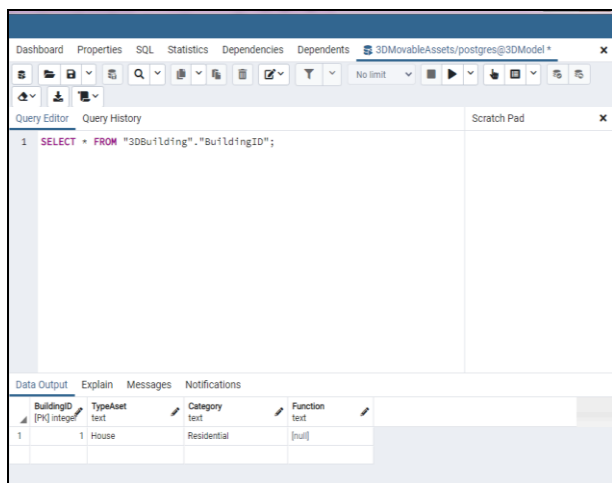 Dashboard Properties SQL Statistics Dependencies Dependents 3DMovableAssets/postgres@3DModel *
No limit
Query Editor Query History Scratch Pad
1 SELECT * FROM "3DBuilding"."BuildingID";
Data Output Explain Messages Notifications
BuildingID TypeAset Category Function
[PK] integer text text text
1 1 House Residential [null]